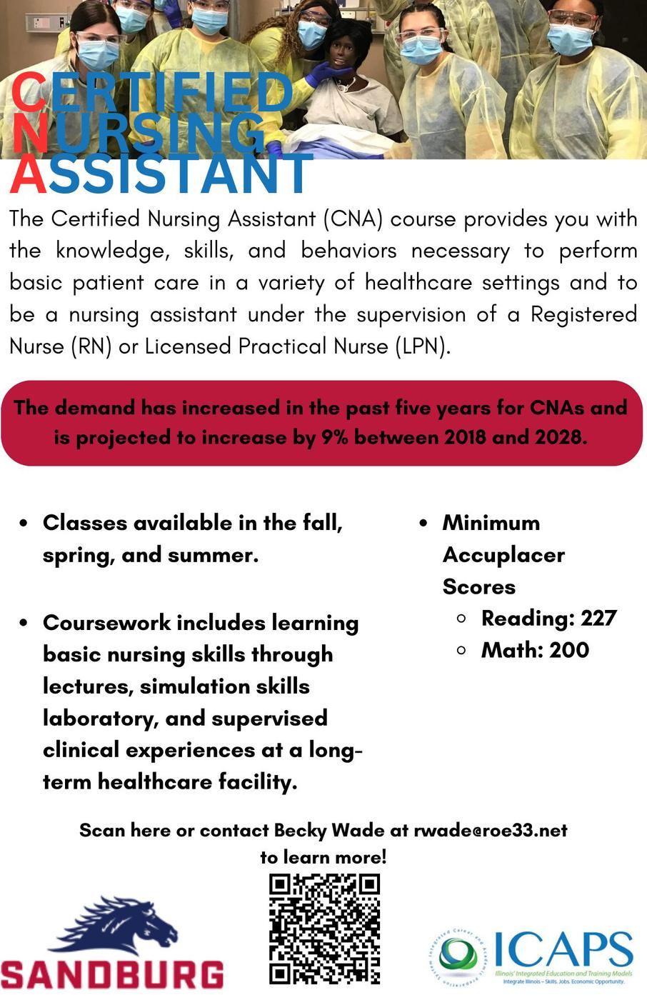 CERTIFIED
NURSING
ASSISTANT
The Certified Nursing Assistant (CNA) course provides you with
the knowledge, skills, and behaviors necessary to perform
basic patient care in a variety of healthcare settings and to
be a nursing assistant under the supervision of a Registered
Nurse (RN) or Licensed Practical Nurse (LPN).
The demand has increased in the past five years for CNAs and
is projected to increase by 9% between 2018 and 2028.
• Classes available in the fall,
spring, and summer.
• Coursework includes learning
basic nursing skills through
lectures, simulation skills
laboratory, and supervised
clinical experiences at a long-
term healthcare facility.
• Minimum
Accuplacer
Scores
○ Reading: 227
○ Math: 200
Scan here or contact Becky Wade at rwade@roe33.net
to learn more!
SANDBURG
Integrated Career and Academic Preparation System
ICAPS
Illinois' Integrated Education and Training Models
Integrate Illinois – Skills. Jobs. Economic Opportunity.